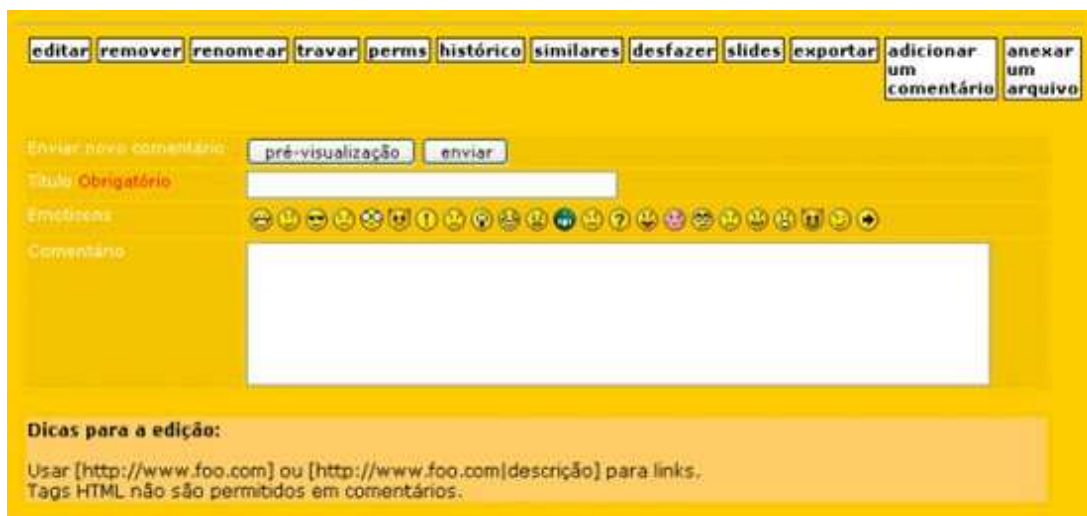 editar remover renomear travar perms histórico similares desfazer slides exportar adicionar um comentário anexar um arquivo
Enviar novo comentário pré-visualização enviar
Título Obrigatório
Emoticons
Comentário
Dicas para a edição:
Usar [http://www.foo.com] ou [http://www.foo.com|descrição] para links.
Tags HTML não são permitidos em comentários.